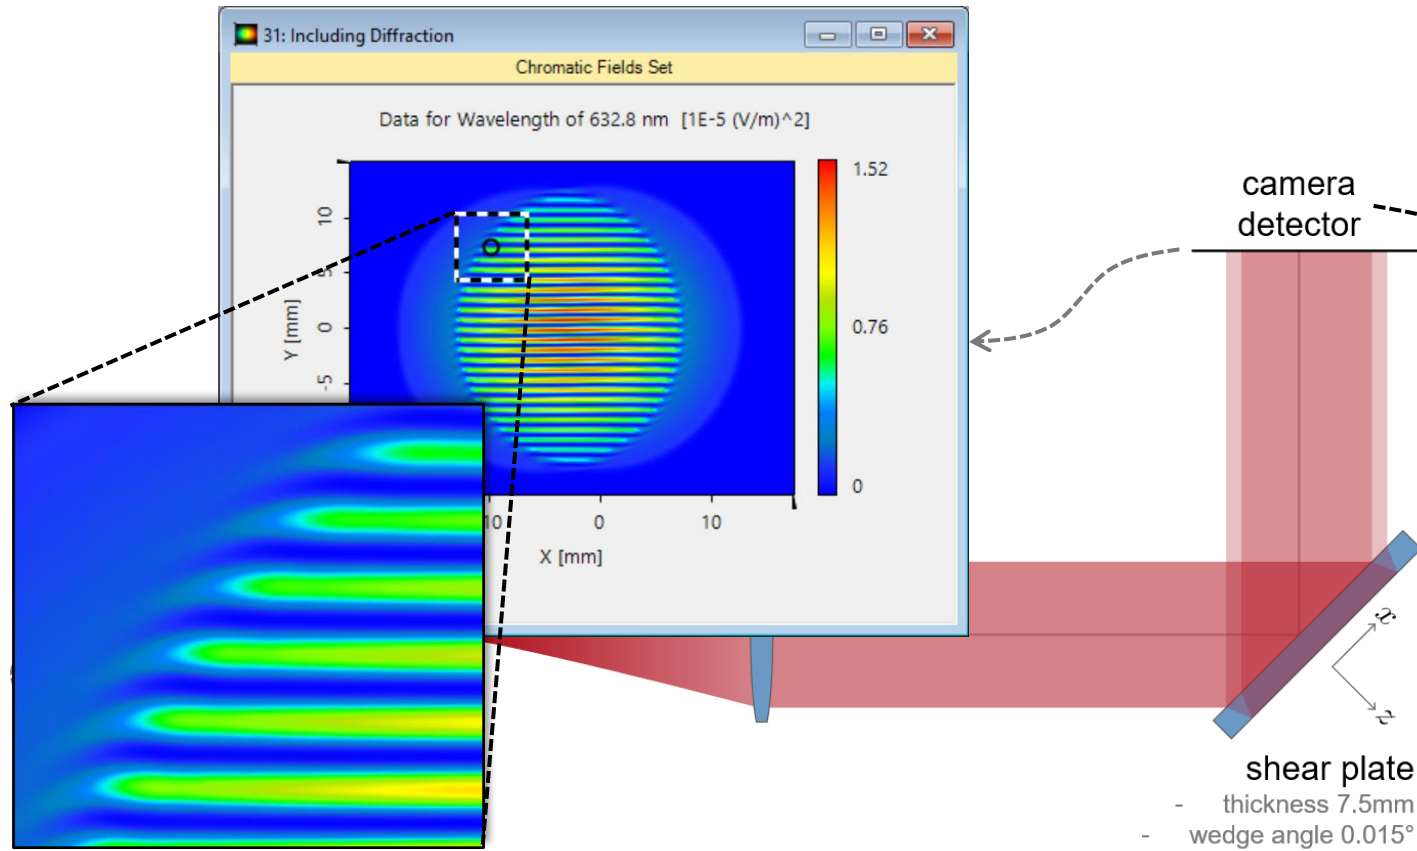 31: Including Diffraction
Chromatic Fields Set
Data for Wavelength of 632.8 nm [1E-5 (V/m)^2]
1.52
0.76
0
10
5
0
-5
Y [mm]
10
0
10
X [mm]
camera
detector
x
z
shear plate
- thickness 7.5mm
- wedge angle 0.015°